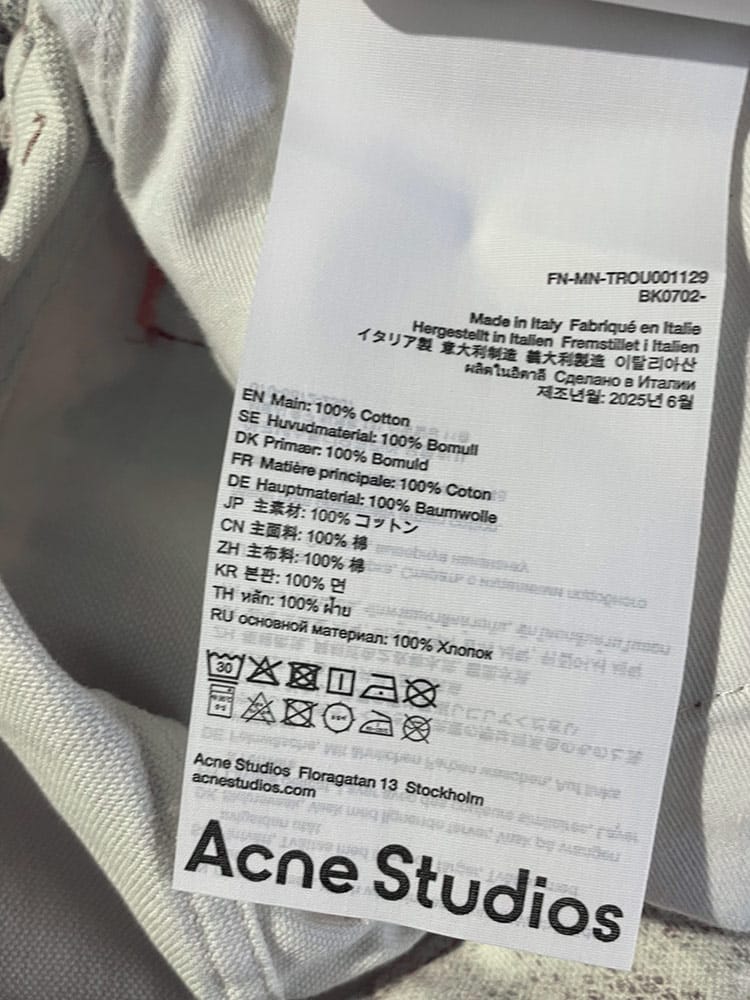 FN-MN-TROU001129
BK0702-
Made in Italy Fabriqué en Italie
Hergestellt in Italien Fremstillet i Italien
イタリア製 意大利制造 義大利製造 이탈리아산
ผลิตในอิตาลี Сделано в Италии
제조년월: 2025년 6월
EN Main: 100% Cotton
SE Huvudmaterial: 100% Bomull
DK Primær: 100% Bomuld
FR Matière principale: 100% Coton
DE Hauptmaterial: 100% Baumwolle
JP 主素材: 100% コットン
CN 主面料: 100% 棉
ZH 主布料: 100% 棉
KR 본판: 100% 면
TH หลัก: 100% ฝ้าย
RU основной материал: 100% Хлопок
30
Acne Studios Floragatan 13 Stockholm
acnestudios.com
Acne Studios